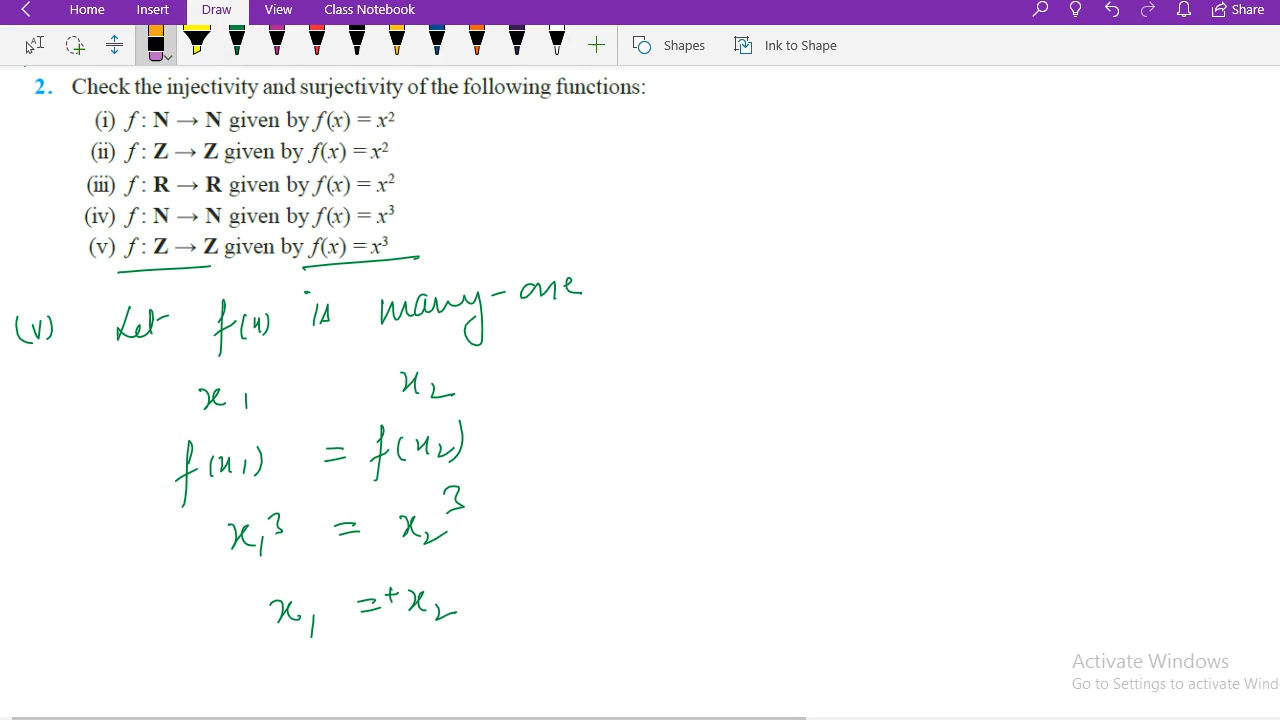 Home Insert Draw View Class Notebook Share
Shapes Ink to Shape
2. Check the injectivity and surjectivity of the following functions:
(i) f : N → N given by f(x) = x²
(ii) f : Z → Z given by f(x) = x²
(iii) f : R → R given by f(x) = x²
(iv) f : N → N given by f(x) = x³
(v) f : Z → Z given by f(x) = x³
(v) Let f(x) is many-one
x₁ x₂
f(x₁) = f(x₂)
x₁³ = x₂³
x₁ = + x₂
Activate Windows
Go to Settings to activate Wind